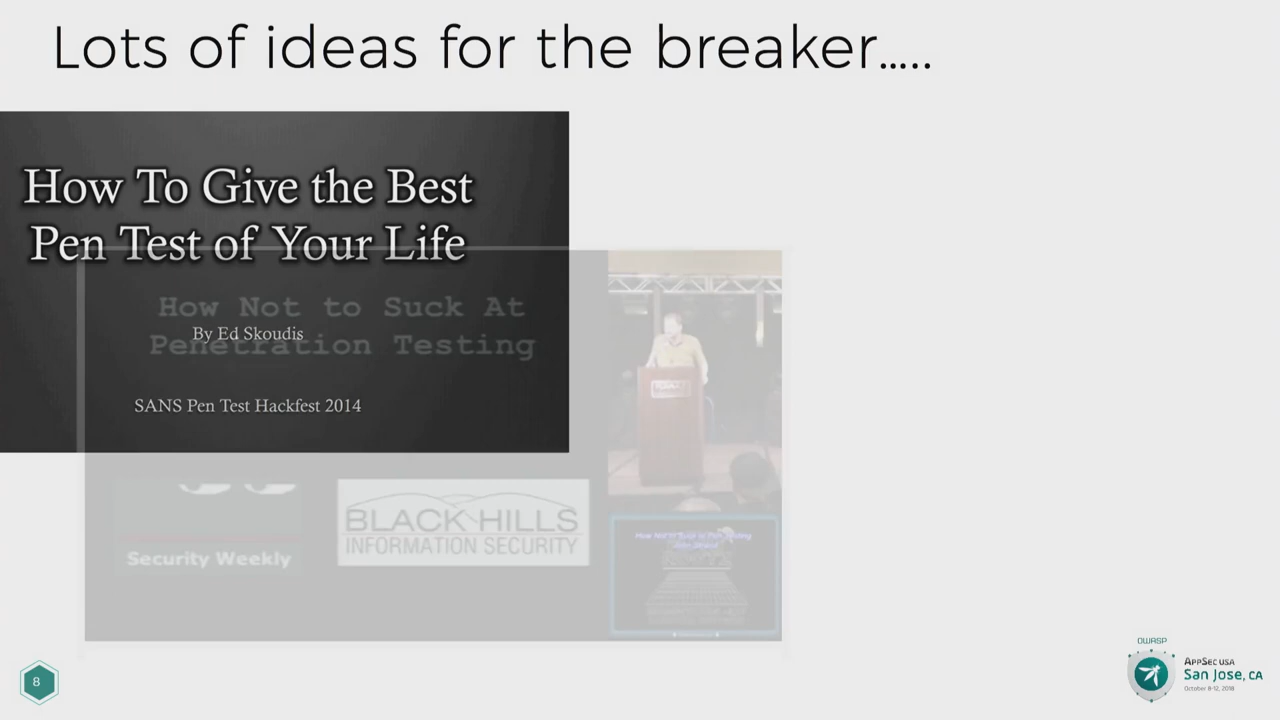 Lots of ideas for the breaker.....
How To Give the Best
Pen Test of Your Life
By Ed Skoudis
SANS Pen Test Hackfest 2014
How Not to Suck At
Penetration Testing
Security Weekly
BLACK HILLS
INFORMATION SECURITY
8
OWASP
APPSEC USA
San Jose, CA
October 8-12, 2018